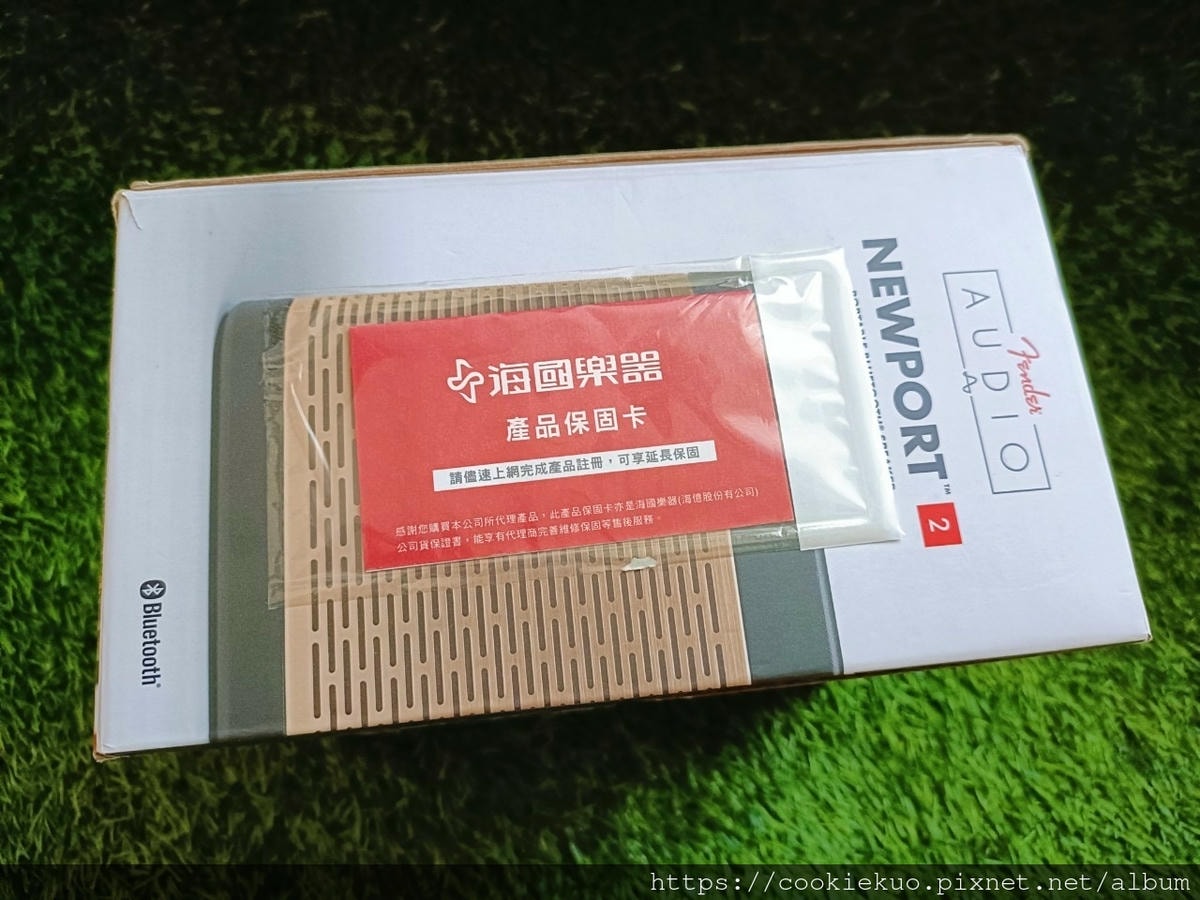 海國樂器
產品保固卡
請儘速上網完成產品註冊，可享延長保固
感謝您購買本公司所代理產品，此產品保固卡亦是海國樂器(海億股份有公司)
公司貨保證書，能享有代理商完善維修保固等售後服務。
Fender
AUDIO
NEWPORT™ 2
PORTABLE BLUETOOTH® SPEAKER
Bluetooth®
https://cookiekuo.pixnet.net/album